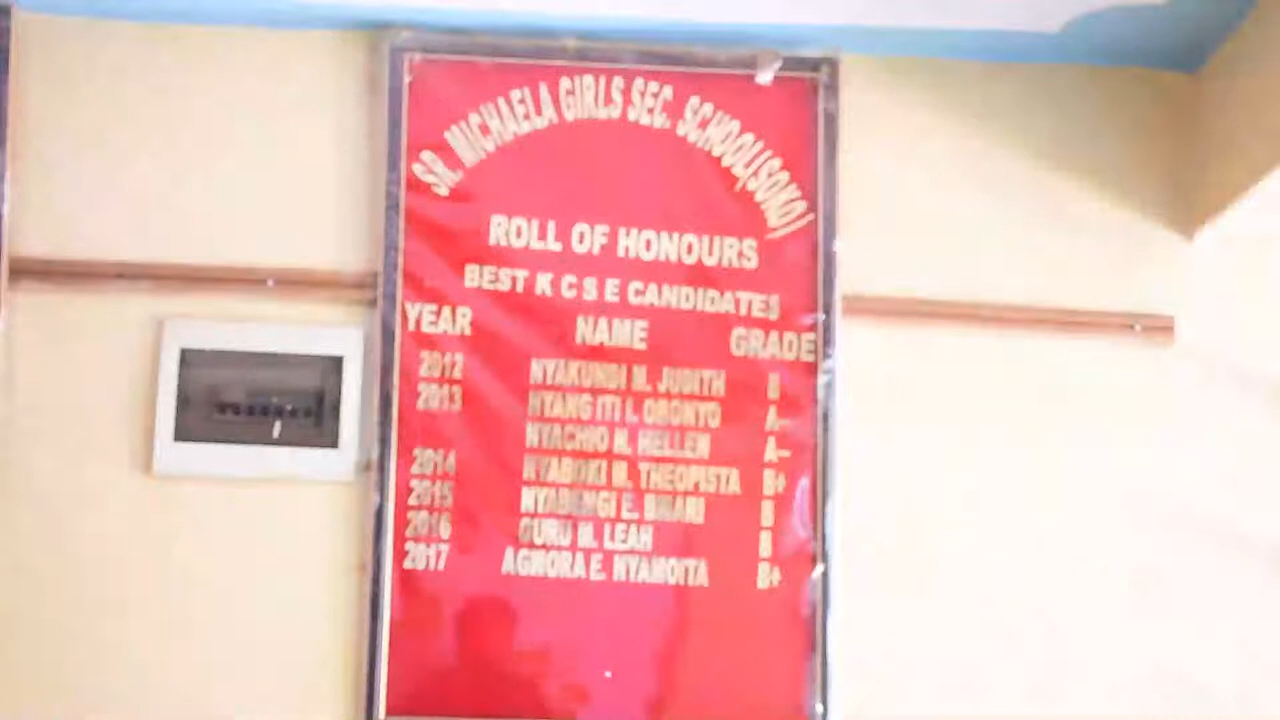 SR. MICHAELA GIRLS SEC. SCHOOL(SOKO)
ROLL OF HONOURS
BEST K C S E CANDIDATES
YEAR NAME GRADE
2012 NYAKUNDI M. JUDITH B
2013 NYANG ITI I. OBONYO A-
NYACHIO N. HELLEN A-
2014 NYABOKI M. THEOPISTA B+
2015 E. B
2016 GURU M. LEAH B
2017 AGWORA E. NYAMOITA B+